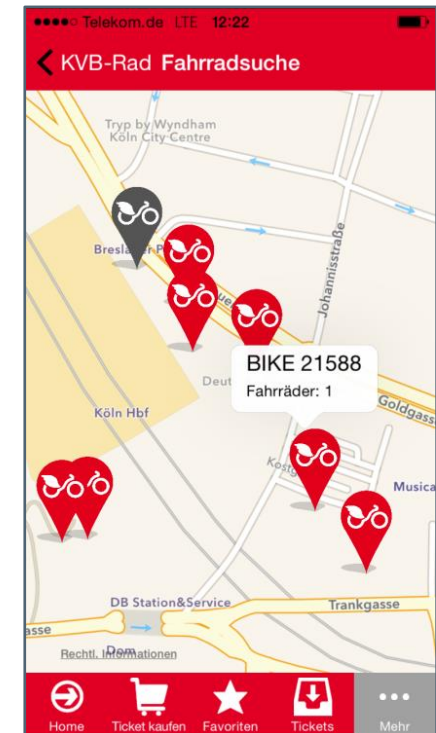 Telekom.de LTE 12:22
KVB-Rad Fahrradsuche
Tryp by Wyndham
Köln City Centre
Johannisstraße
BIKE 21588
Fahrräder: 1
Goldgass
Köln Hbf
Musica
DB Station&Service
Trankgasse
asse
Dom
Rechtl. Informationen
Home Ticket kaufen Favoriten Tickets Mehr